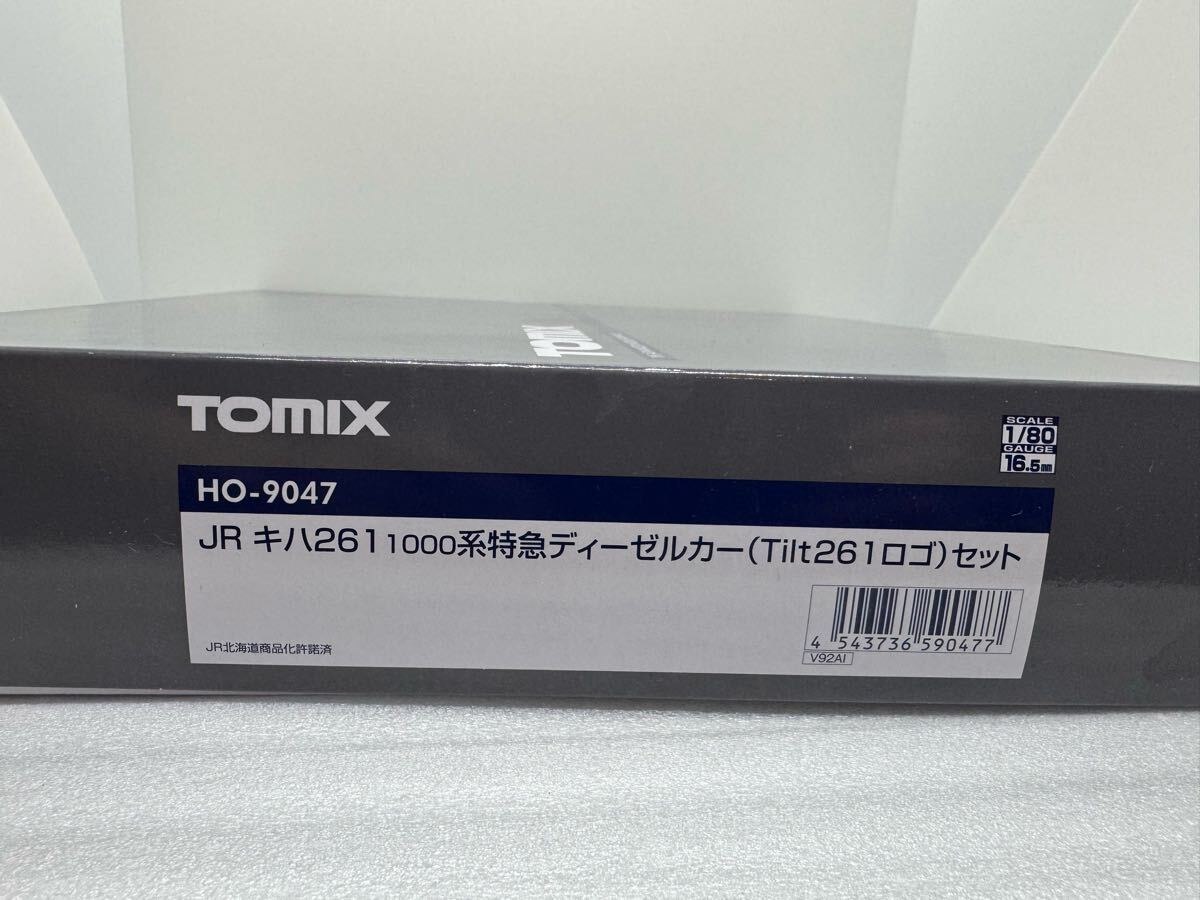 TOMIX
TOMIX
SCALE
1/80
GAUGE
16.5mm
HO-9047
JR キハ261 1000系特急ディーゼルカー(Tilt261ロゴ)セット
4 543736 590477
V92AI
JR北海道商品化許諾済